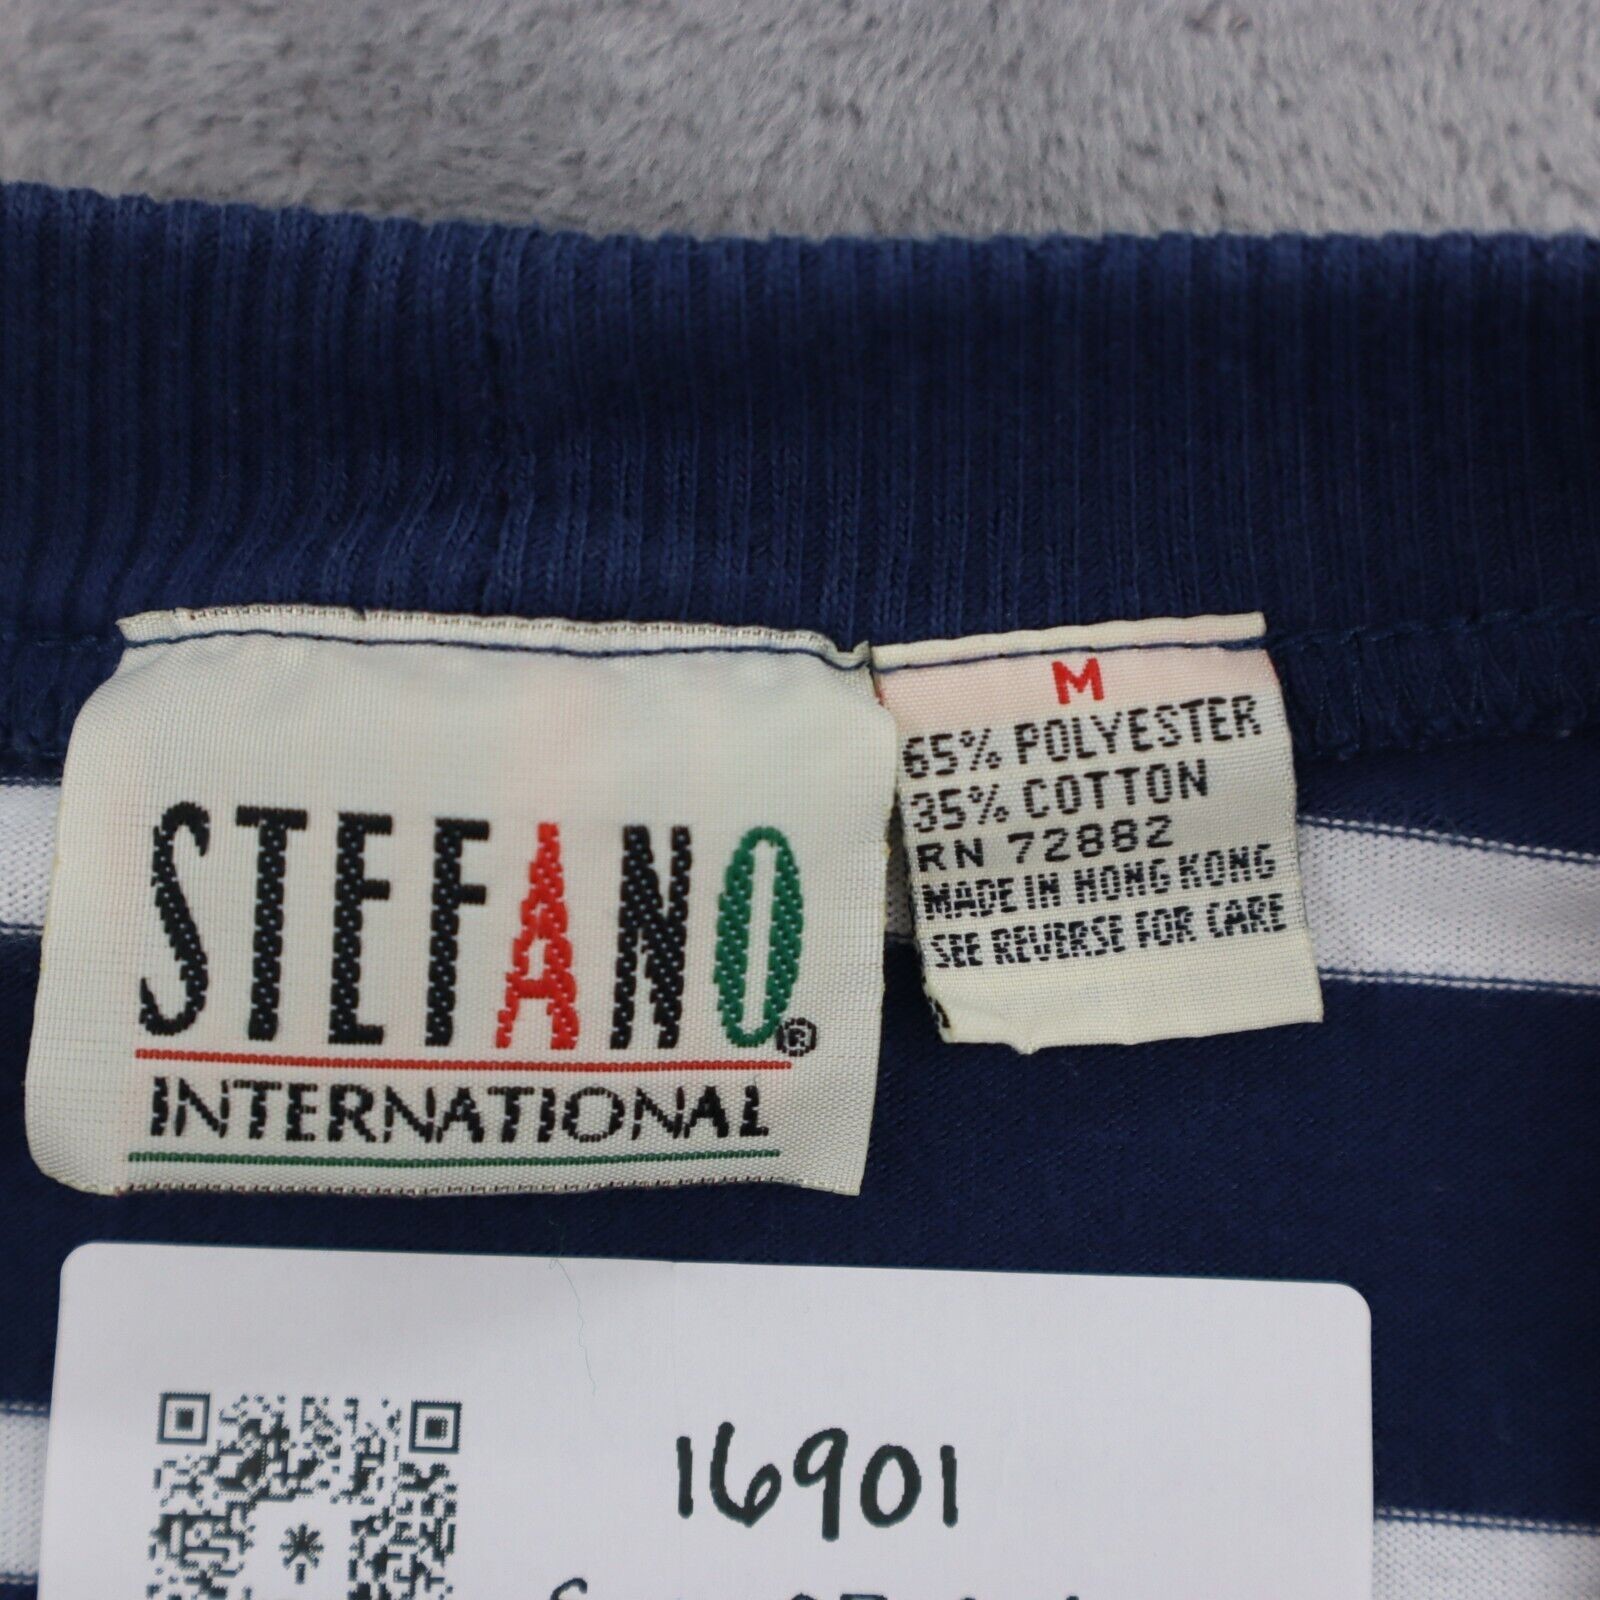 STEFANO®
INTERNATIONAL
M
65% POLYESTER
35% COTTON
RN 72882
MADE IN HONG KONG
SEE REVERSE FOR CARE
16901